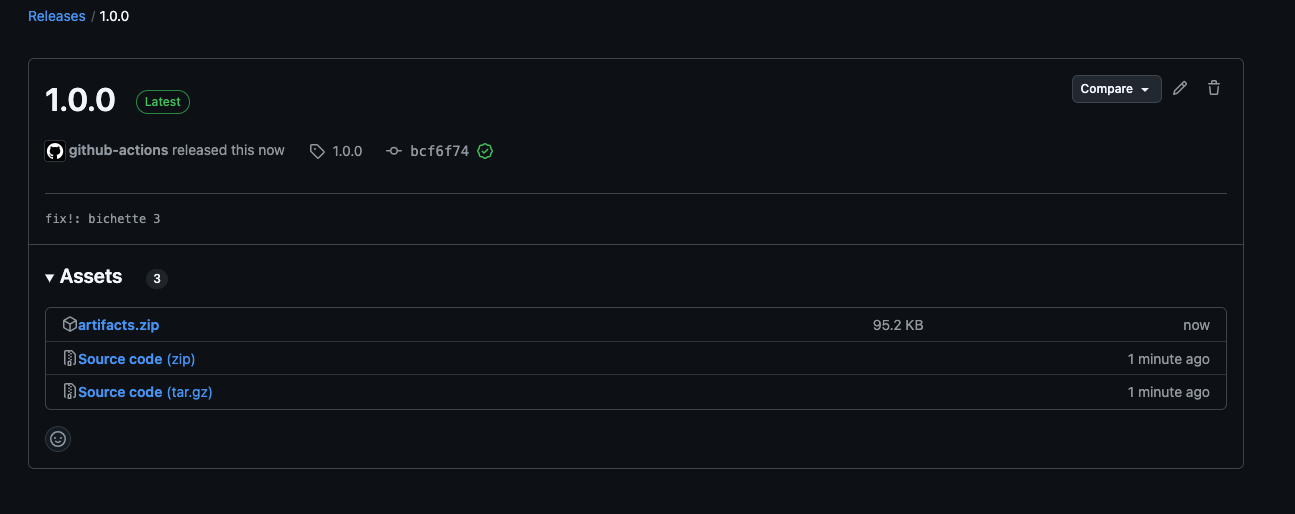 Releases / 1.0.0
1.0.0 Latest
Compare
github-actions released this now 1.0.0 bcf6f74
fix!: bichette 3
Assets 3
artifacts.zip 95.2 KB now
Source code (zip) 1 minute ago
Source code (tar.gz) 1 minute ago